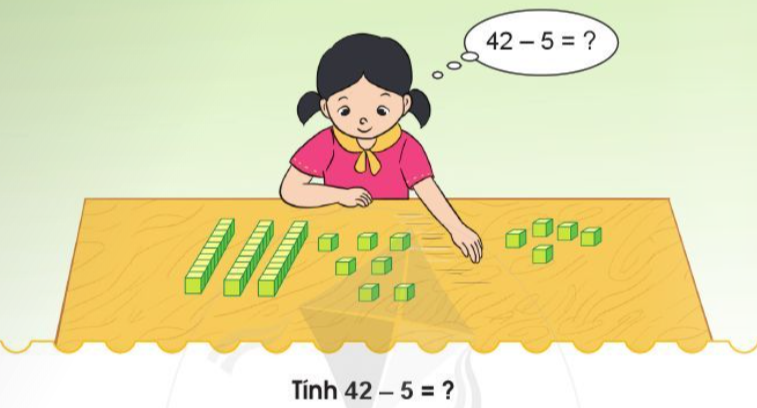 42 – 5 = ?
Tính 42 – 5 = ?